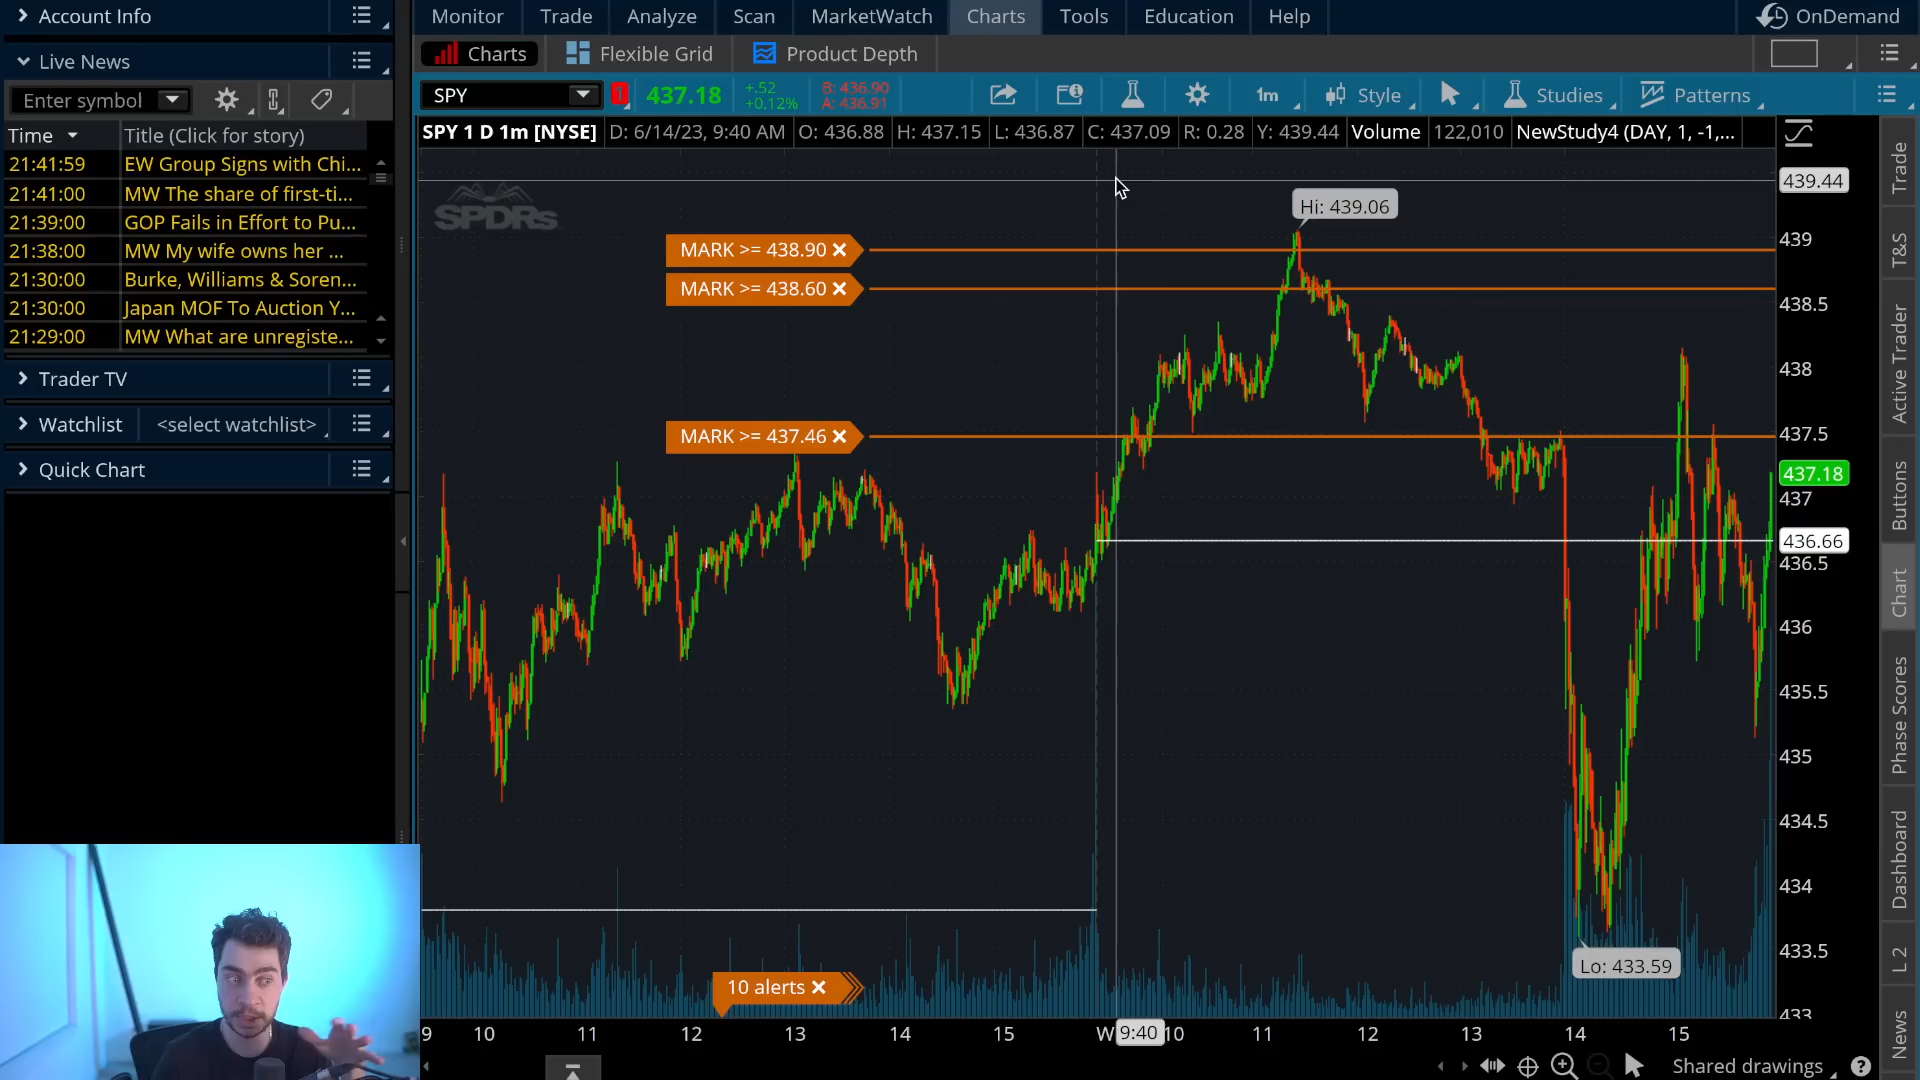 Account Info
Monitor
Trade
Analyze
Scan
MarketWatch
Charts
Tools
Education
Help
OnDemand
Live News
Charts
Flexible Grid
Product Depth
Enter symbol
SPY
1
437.18
+.52
+0.12%
B: 436.90
A: 436.91
1m
Style
Studies
Patterns
Time
Title (Click for story)
SPY 1 D 1m [NYSE]
D: 6/14/23, 9:40 AM
O: 436.88
H: 437.15
L: 436.87
C: 437.09
R: 0.28
Y: 439.44
Volume
122,010
NewStudy4 (DAY, 1, -1,...
21:41:59 EW Group Signs with Chi...
21:41:00 MW The share of first-ti...
21:39:00 GOP Fails in Effort to Pu...
21:38:00 MW My wife owns her ...
21:30:00 Burke, Williams & Soren...
21:30:00 Japan MOF To Auction Y...
21:29:00 MW What are unregiste...
Trader TV
Watchlist
<select watchlist>
Quick Chart
SPDRs
Hi: 439.06
MARK >= 438.90
MARK >= 438.60
MARK >= 437.46
Lo: 433.59
10 alerts
439.44
439
438.5
438
437.5
437.18
437
436.66
436.5
436
435.5
435
434.5
434
433.5
433
9
10
11
12
13
14
15
W
9:40
10
11
12
13
14
15
Shared drawings
?
Trade
T&S
Active Trader
Buttons
Chart
Phase Scores
Dashboard
L 2
News